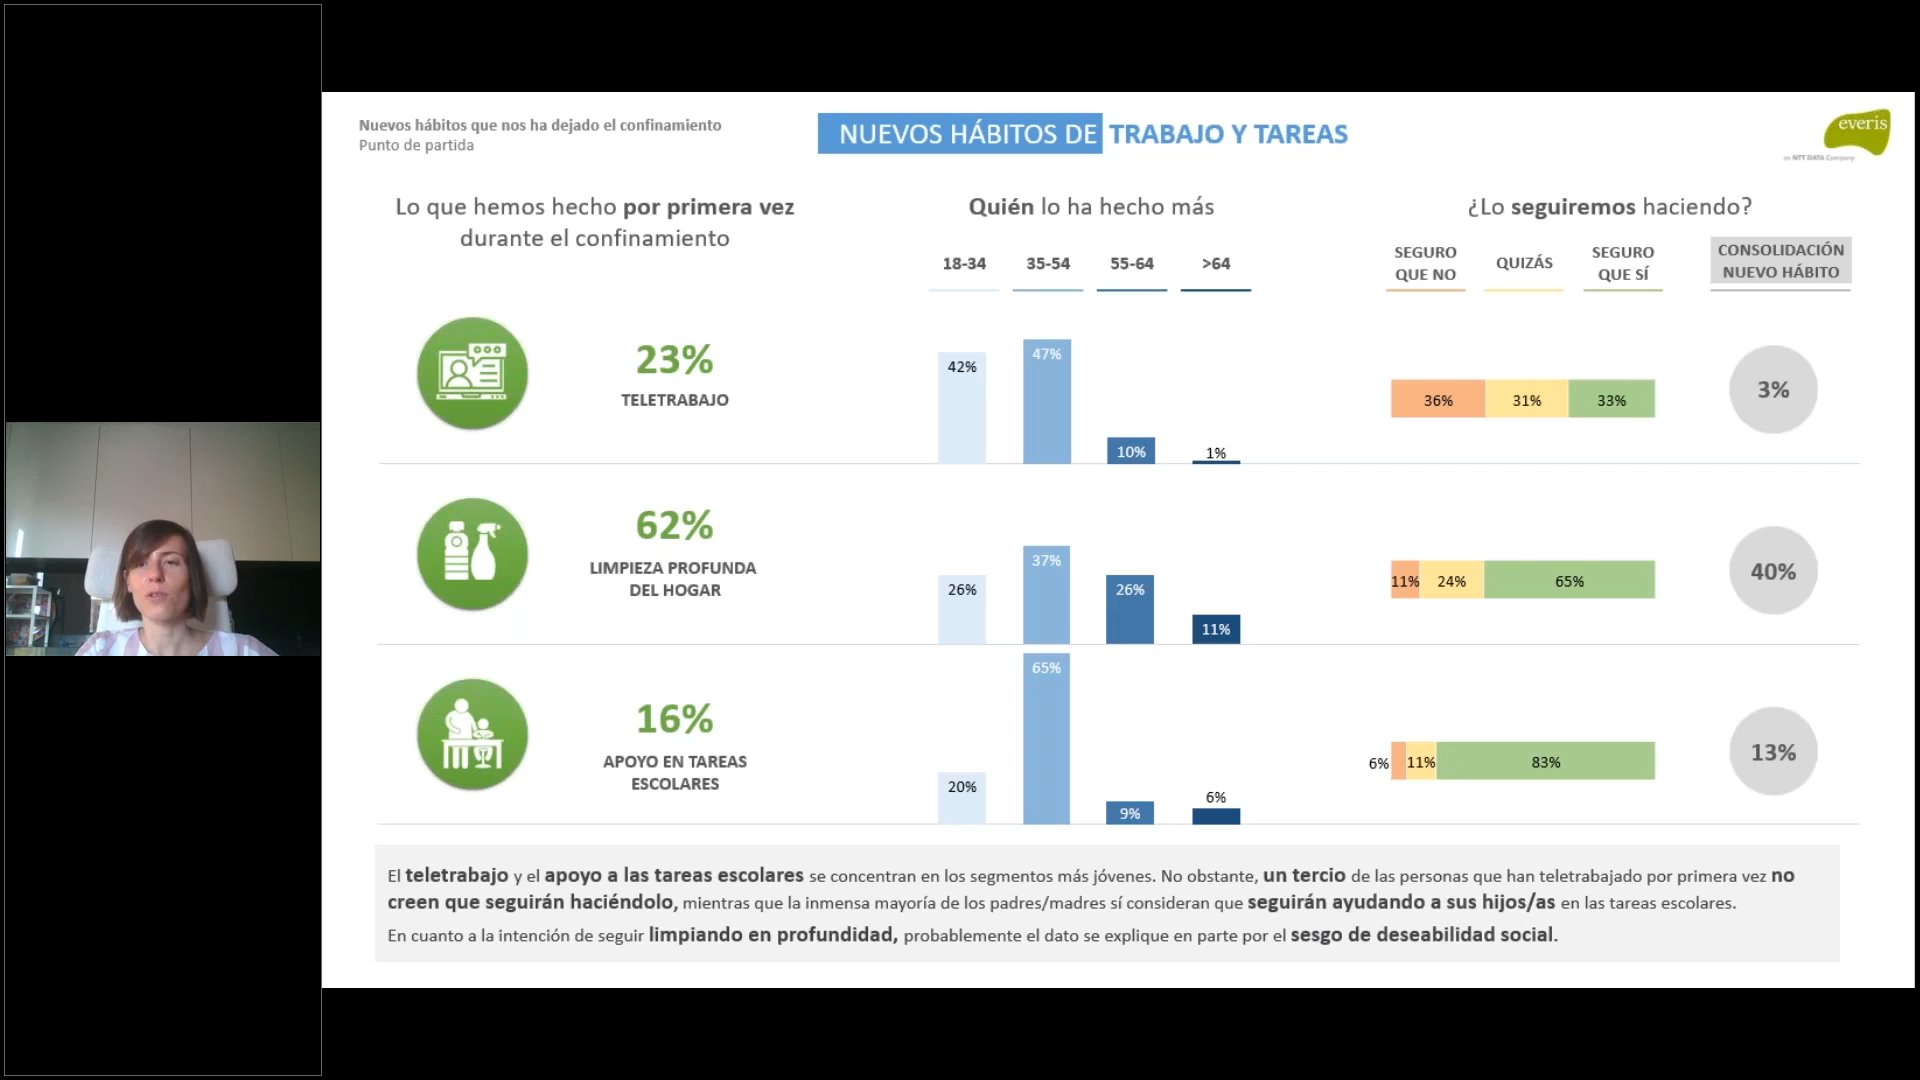 Nuevos hábitos que nos ha dejado el confinamiento
Punto de partida
NUEVOS HÁBITOS DE TRABAJO Y TAREAS
everis
an NTT DATA Company
Lo que hemos hecho por primera vez
durante el confinamiento
Quién lo ha hecho más
18-34 35-54 55-64 >64
¿Lo seguiremos haciendo?
SEGURO
QUE NO
QUIZÁS
SEGURO
QUE SÍ
CONSOLIDACIÓN
NUEVO HÁBITO
23%
TELETRABAJO
42% 47% 10% 1%
36% 31% 33%
3%
62%
LIMPIEZA PROFUNDA
DEL HOGAR
26% 37% 26% 11%
11% 24% 65%
40%
16%
APOYO EN TAREAS
ESCOLARES
20% 65% 9% 6%
6% 11% 83%
13%
El teletrabajo y el apoyo a las tareas escolares se concentran en los segmentos más jóvenes. No obstante, un tercio de las personas que han teletrabajado por primera vez no
creen que seguirán haciéndolo, mientras que la inmensa mayoría de los padres/madres sí consideran que seguirán ayudando a sus hijos/as en las tareas escolares.
En cuanto a la intención de seguir limpiando en profundidad, probablemente el dato se explique en parte por el sesgo de deseabilidad social.